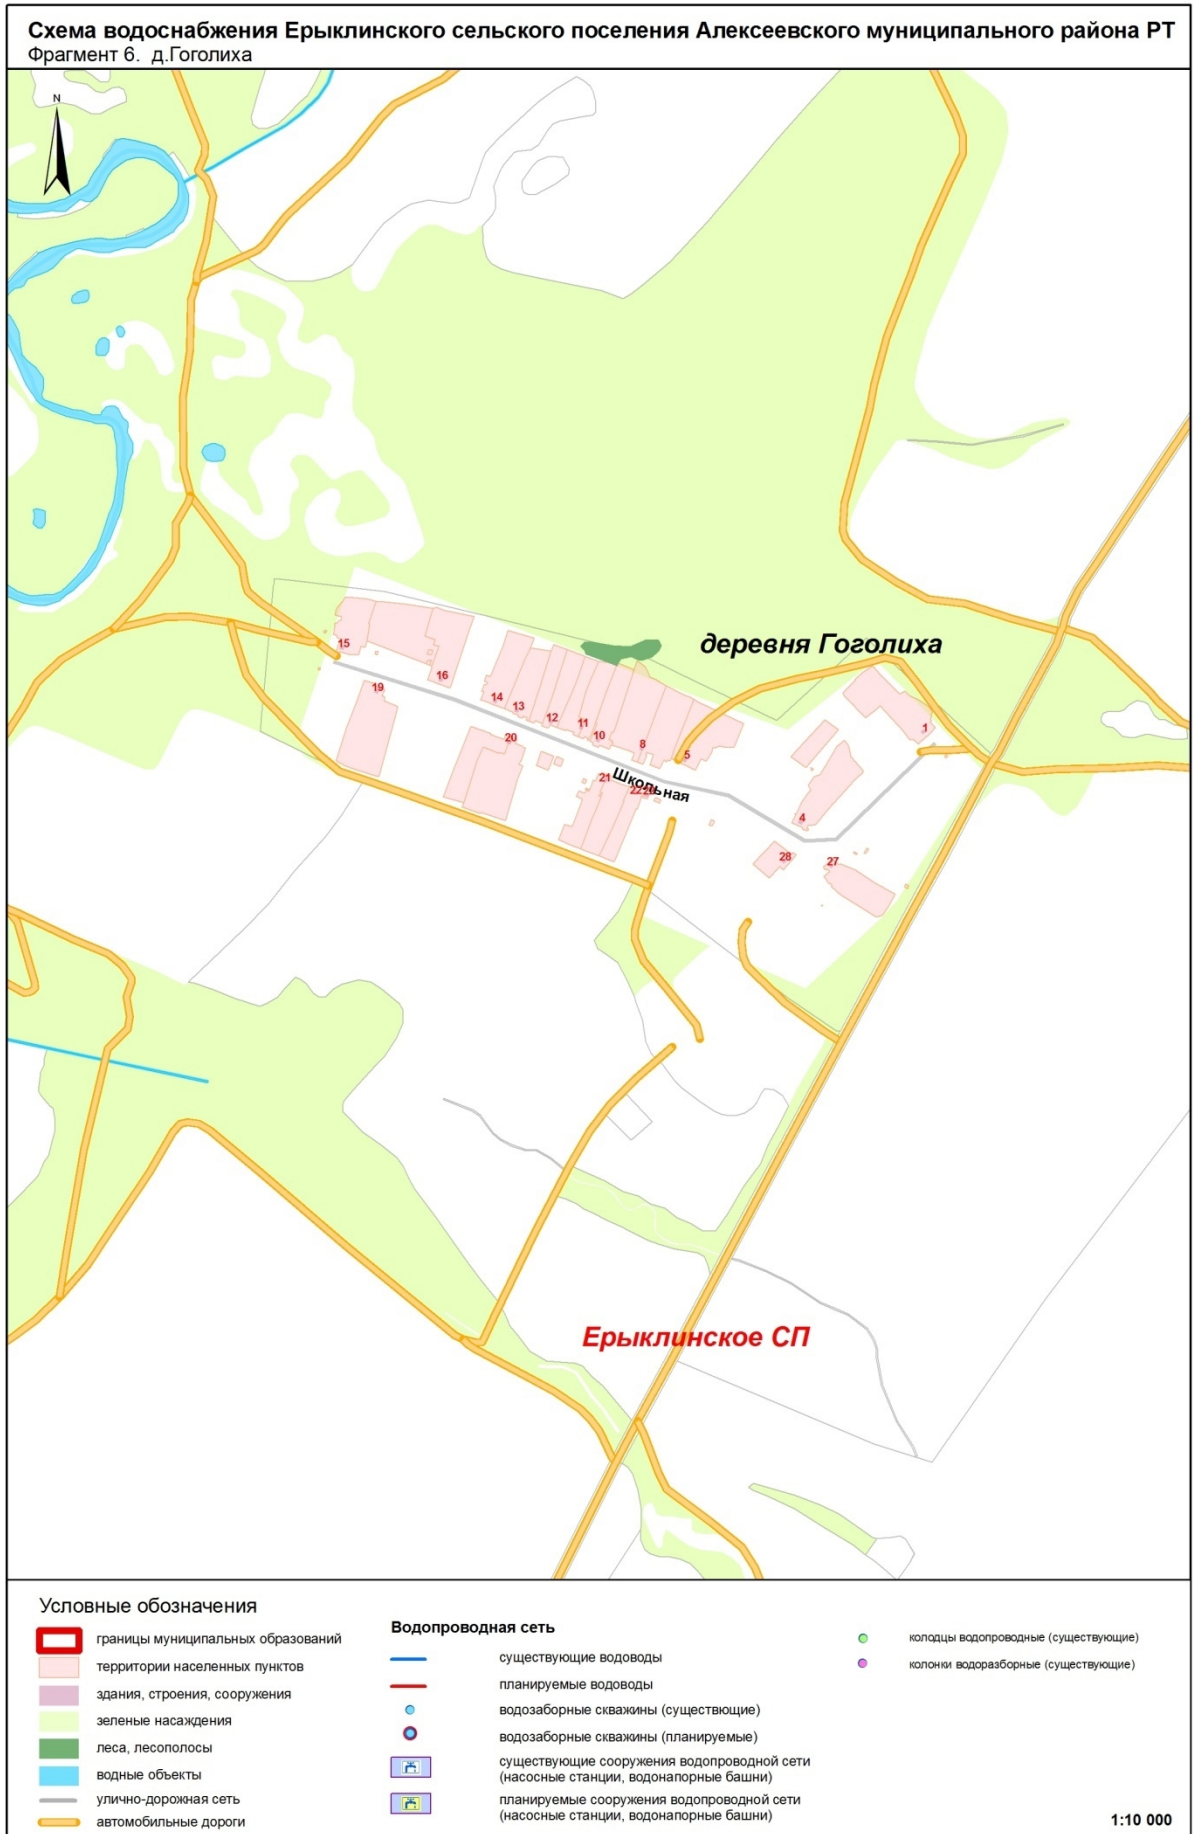 Схема водоснабжения Ерыклинского сельского поселения Алексеевского муниципального района РТ
Фрагмент 6. д.Гоголиха
N
деревня Гоголиха
15
16
19
14
13
12
11
10
8
5
1
20
21
22
Школьная
4
28
27
Ерыклинское СП
Условные обозначения
границы муниципальных образований
территории населенных пунктов
здания, строения, сооружения
зеленые насаждения
леса, лесополосы
водные объекты
улично-дорожная сеть
автомобильные дороги
Водопроводная сеть
существующие водоводы
планируемые водоводы
водозаборные скважины (существующие)
водозаборные скважины (планируемые)
существующие сооружения водопроводной сети
(насосные станции, водонапорные башни)
планируемые сооружения водопроводной сети
(насосные станции, водонапорные башни)
колодцы водопроводные (существующие)
колонки водоразборные (существующие)
1:10 000